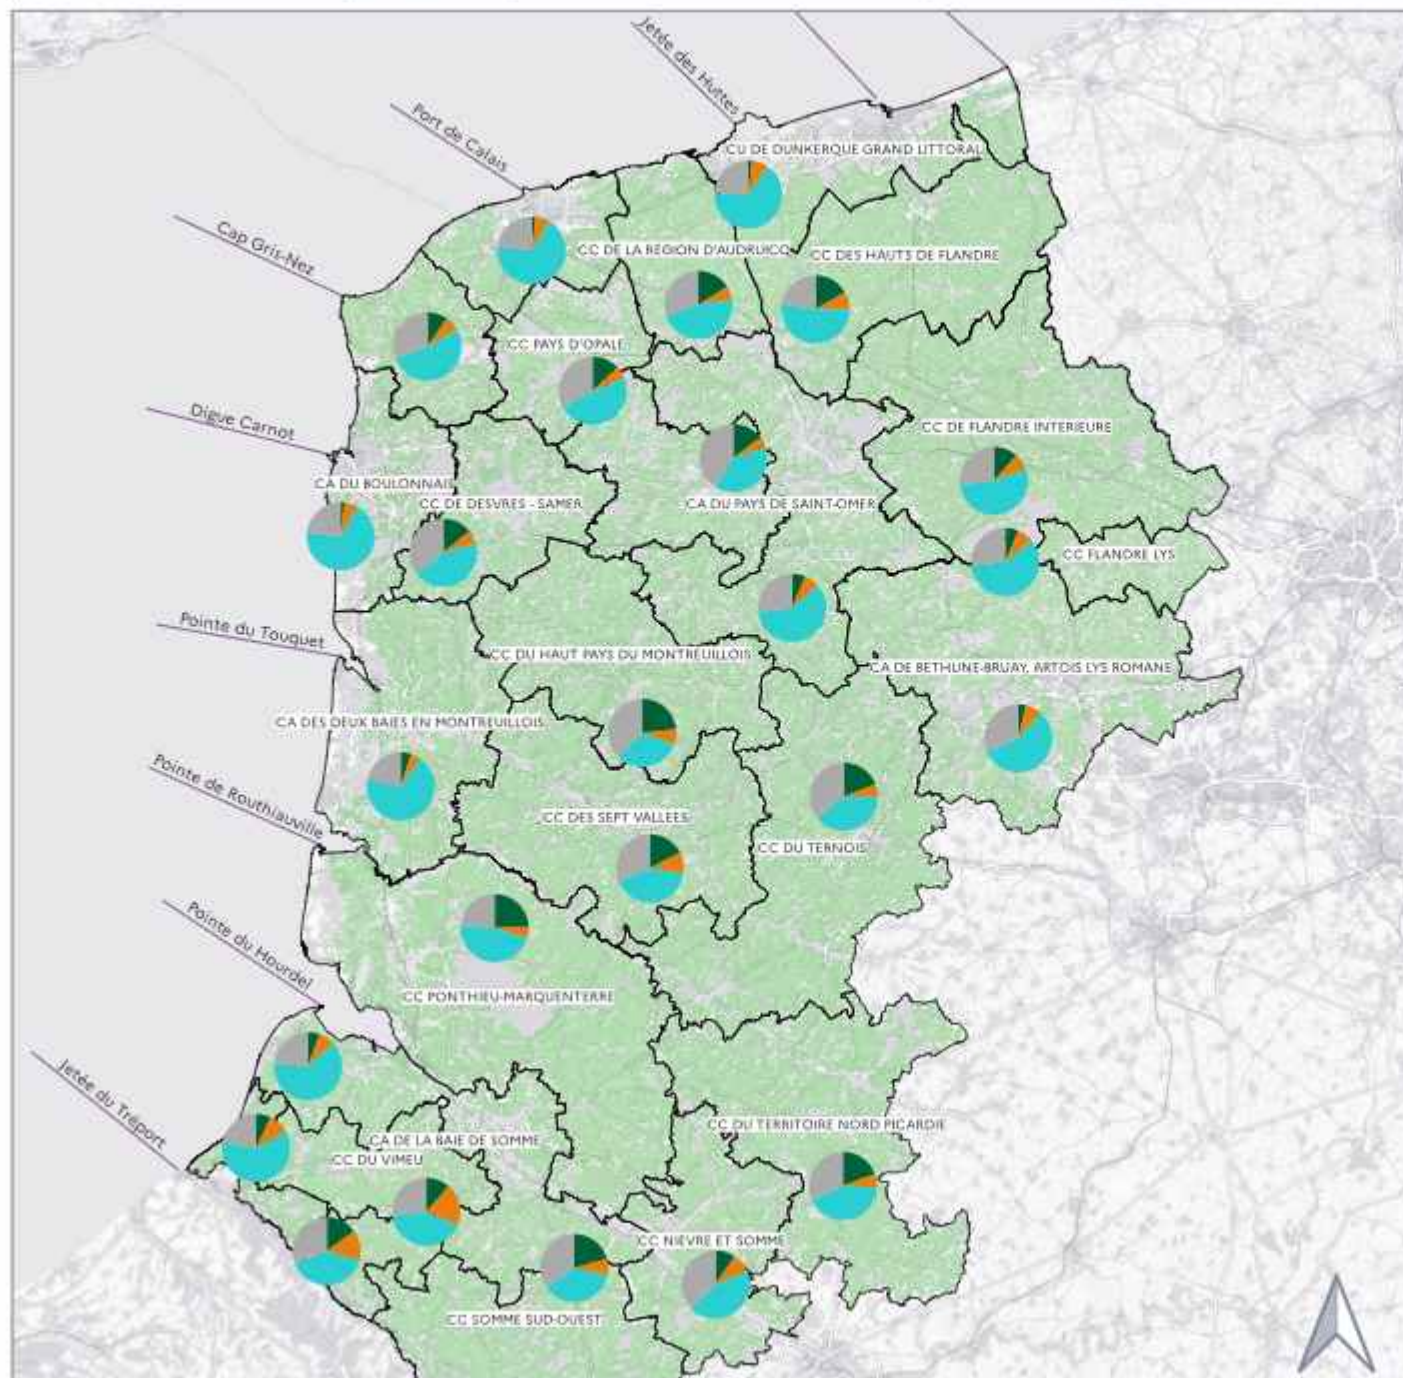 Jetée des Huttes
Port de Calais
CU DE DUNKERQUE GRAND LITTORAL
Cap Gris-Nez
CC DE LA REGION D'AUDRUICQ
CC DES HAUTS DE FLANDRE
CC PAYS D'OPALE
Digue Carnot
CC DE FLANDRE INTERIEURE
CA DU BOULONNAIS
CC DE DESVRES - SAMER
CA DU PAYS DE SAINT-OMER
CC FLANDRE LYS
Pointe du Touquet
CC DU HAUT PAYS DU MONTREUILLOIS
CA DE BETHUNE-BRUAY, ARTOIS LYS ROMANE
CA DES DEUX BAIES EN MONTREUILLOIS
Pointe de Routhiauville
CC DES SEPT VALLEES
CC DU TERNOIS
Pointe du Hourdel
CC PONTHIEU-MARQUENTERRE
Jetée du Tréport
CC DU TERRITOIRE NORD PICARDIE
CA DE LA BAIE DE SOMME
CC DU VIMEU
CC NIEVRE ET SOMME
CC SOMME SUD-OUEST